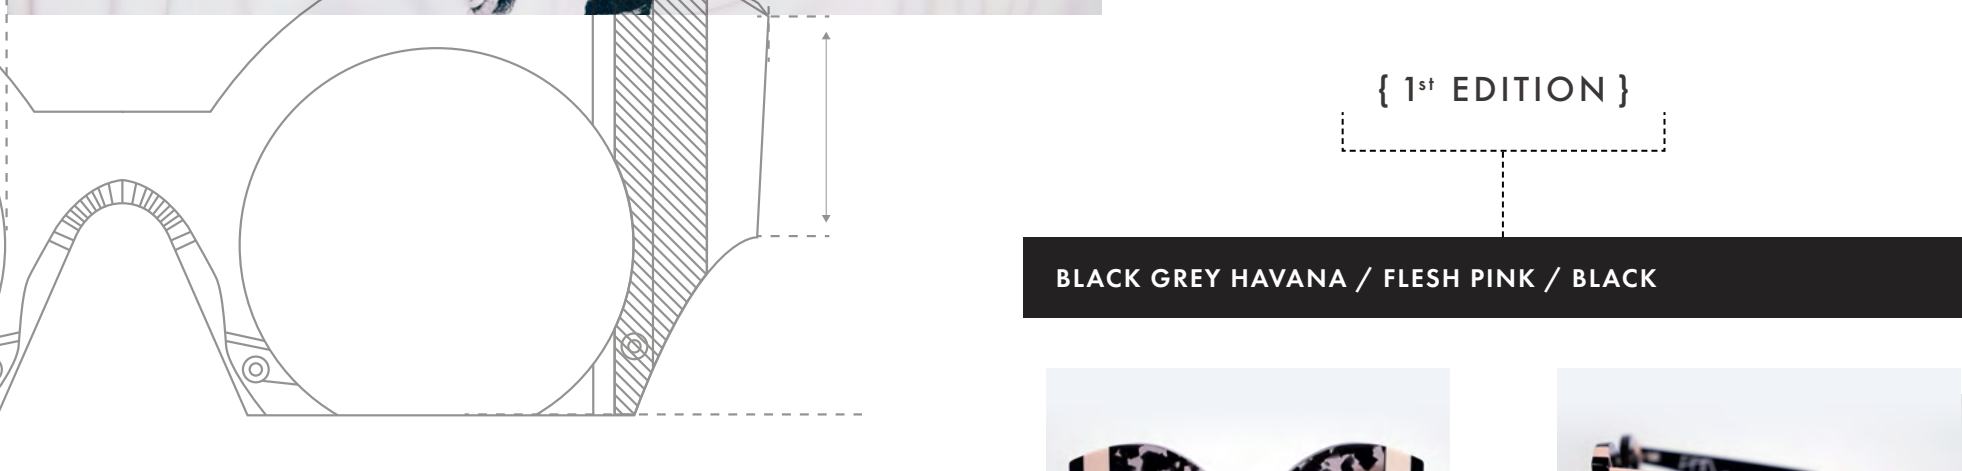 { 1st EDITION }
BLACK GREY HAVANA / FLESH PINK / BLACK